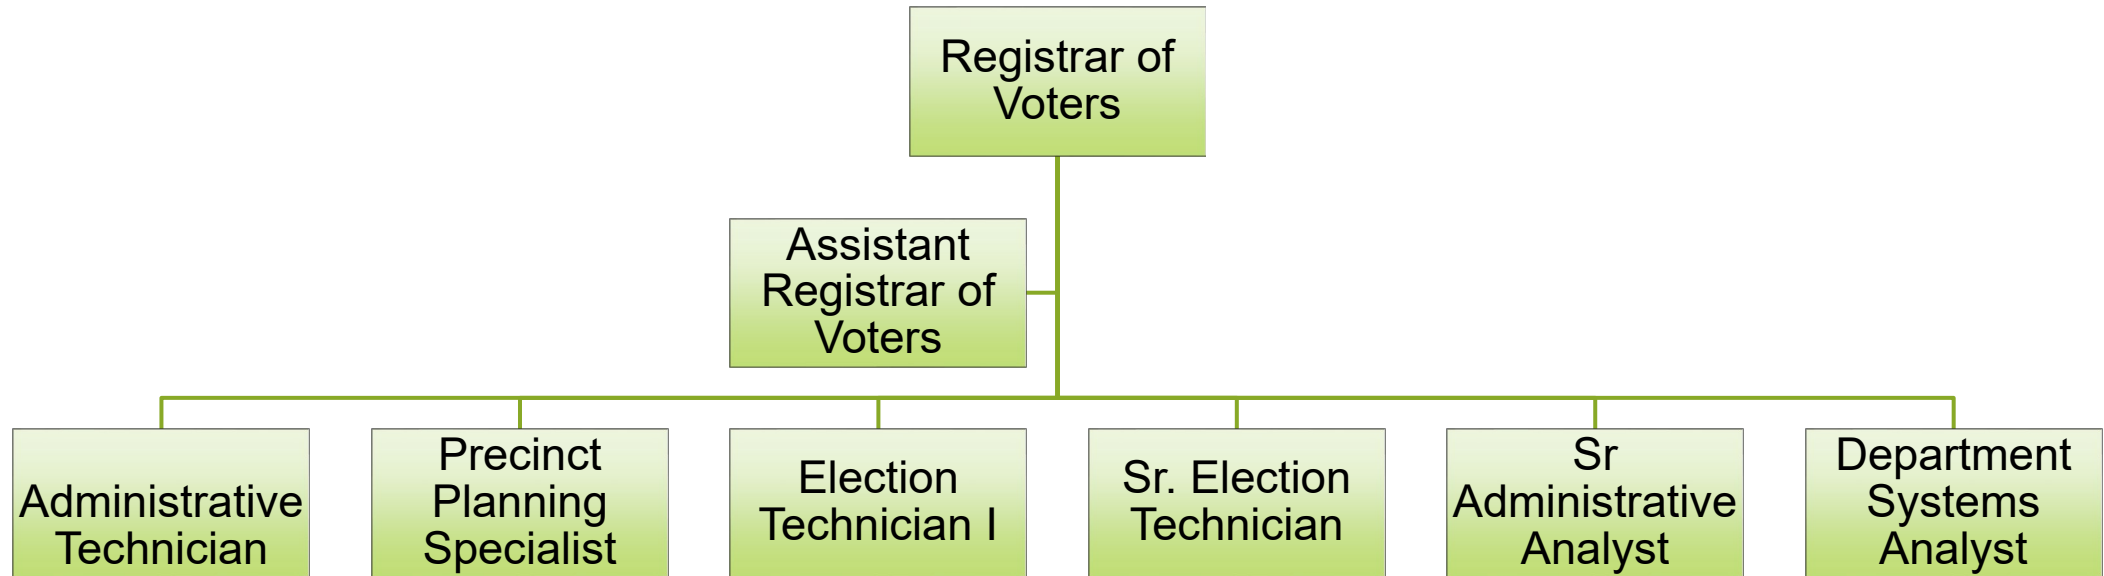 Registrar of
Voters
Assistant
Registrar of
Voters
Administrative
Technician
Precinct
Planning
Specialist
Election
Technician I
Sr. Election
Technician
Sr
Administrative
Analyst
Department
Systems
Analyst